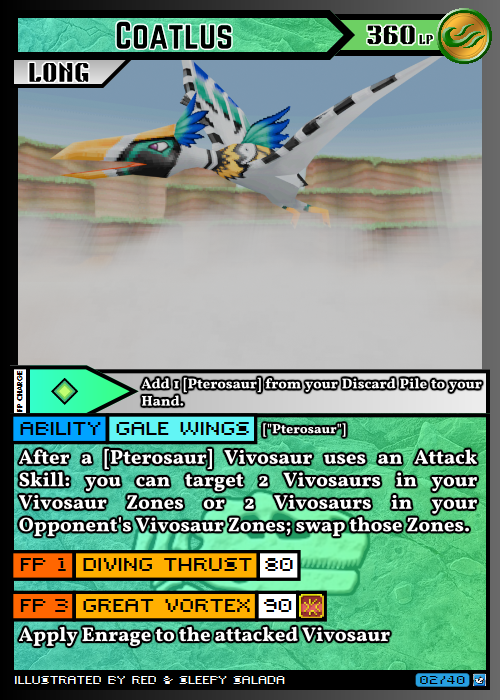 COATLUS
360 LP
LONG
FP CHARGE
Add 1 [Pterosaur] from your Discard Pile to your
Hand.
ABILITY GALE WINGS ["Pterosaur"]
After a [Pterosaur] Vivosaur uses an Attack
Skill: you can target 2 Vivosaurs in your
Vivosaur Zones or 2 Vivosaurs in your
Opponent's Vivosaur Zones; swap those Zones.
FP 1 DIVING THRUST 80
FP 3 GREAT VORTEX 90
Apply Enrage to the attacked Vivosaur
ILLUSTRATED BY RED & SLEEPY SALADA
02/40